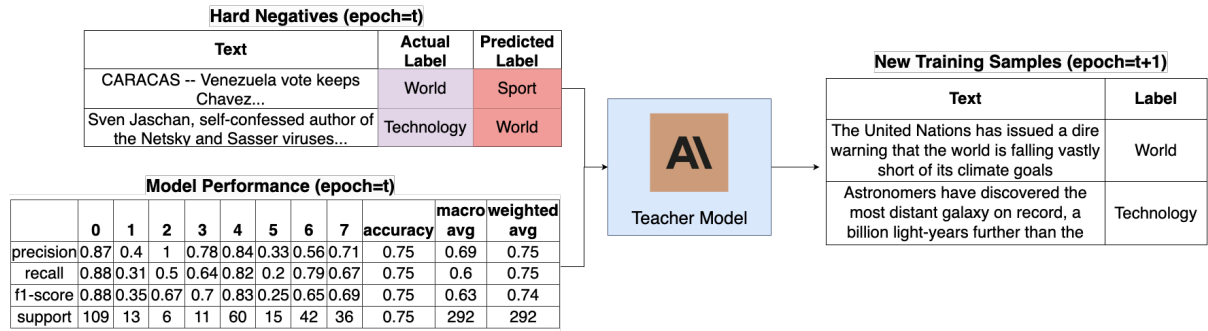 Hard Negatives (epoch=t)
Text
Actual
Label
Predicted
Label
CARACAS -- Venezuela vote keeps
Chavez...
World
Sport
Sven Jaschan, self-confessed author of
the Netsky and Sasser viruses...
Technology
World
Model Performance (epoch=t)
0 1 2 3 4 5 6 7 accuracy macro avg weighted avg
precision 0.87 0.4 1 0.78 0.84 0.33 0.56 0.71 0.75 0.69 0.75
recall 0.88 0.31 0.5 0.64 0.82 0.2 0.79 0.67 0.75 0.6 0.75
f1-score 0.88 0.35 0.67 0.7 0.83 0.25 0.65 0.69 0.75 0.63 0.74
support 109 13 6 11 60 15 42 36 0.75 292 292
A\
Teacher Model
New Training Samples (epoch=t+1)
Text Label
The United Nations has issued a dire
warning that the world is falling vastly
short of its climate goals
World
Astronomers have discovered the
most distant galaxy on record, a
billion light-years further than the
Technology